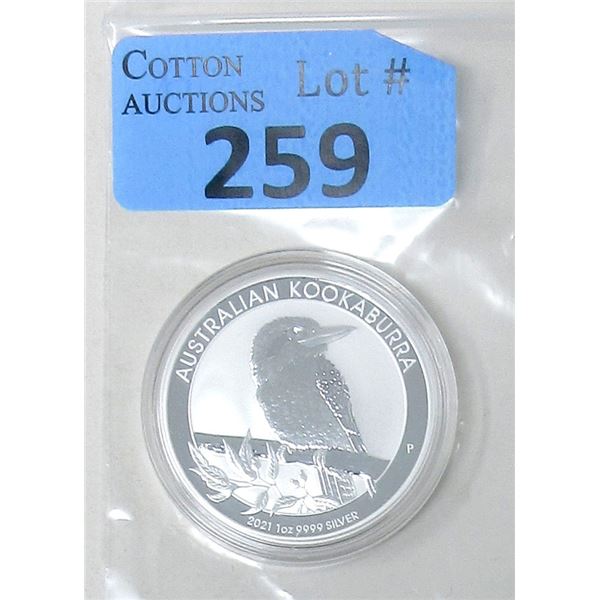 COTTON Lot #
AUCTIONS
259
AUSTRALIAN KOOKABURRA
P
2021 1oz 9999 SILVER